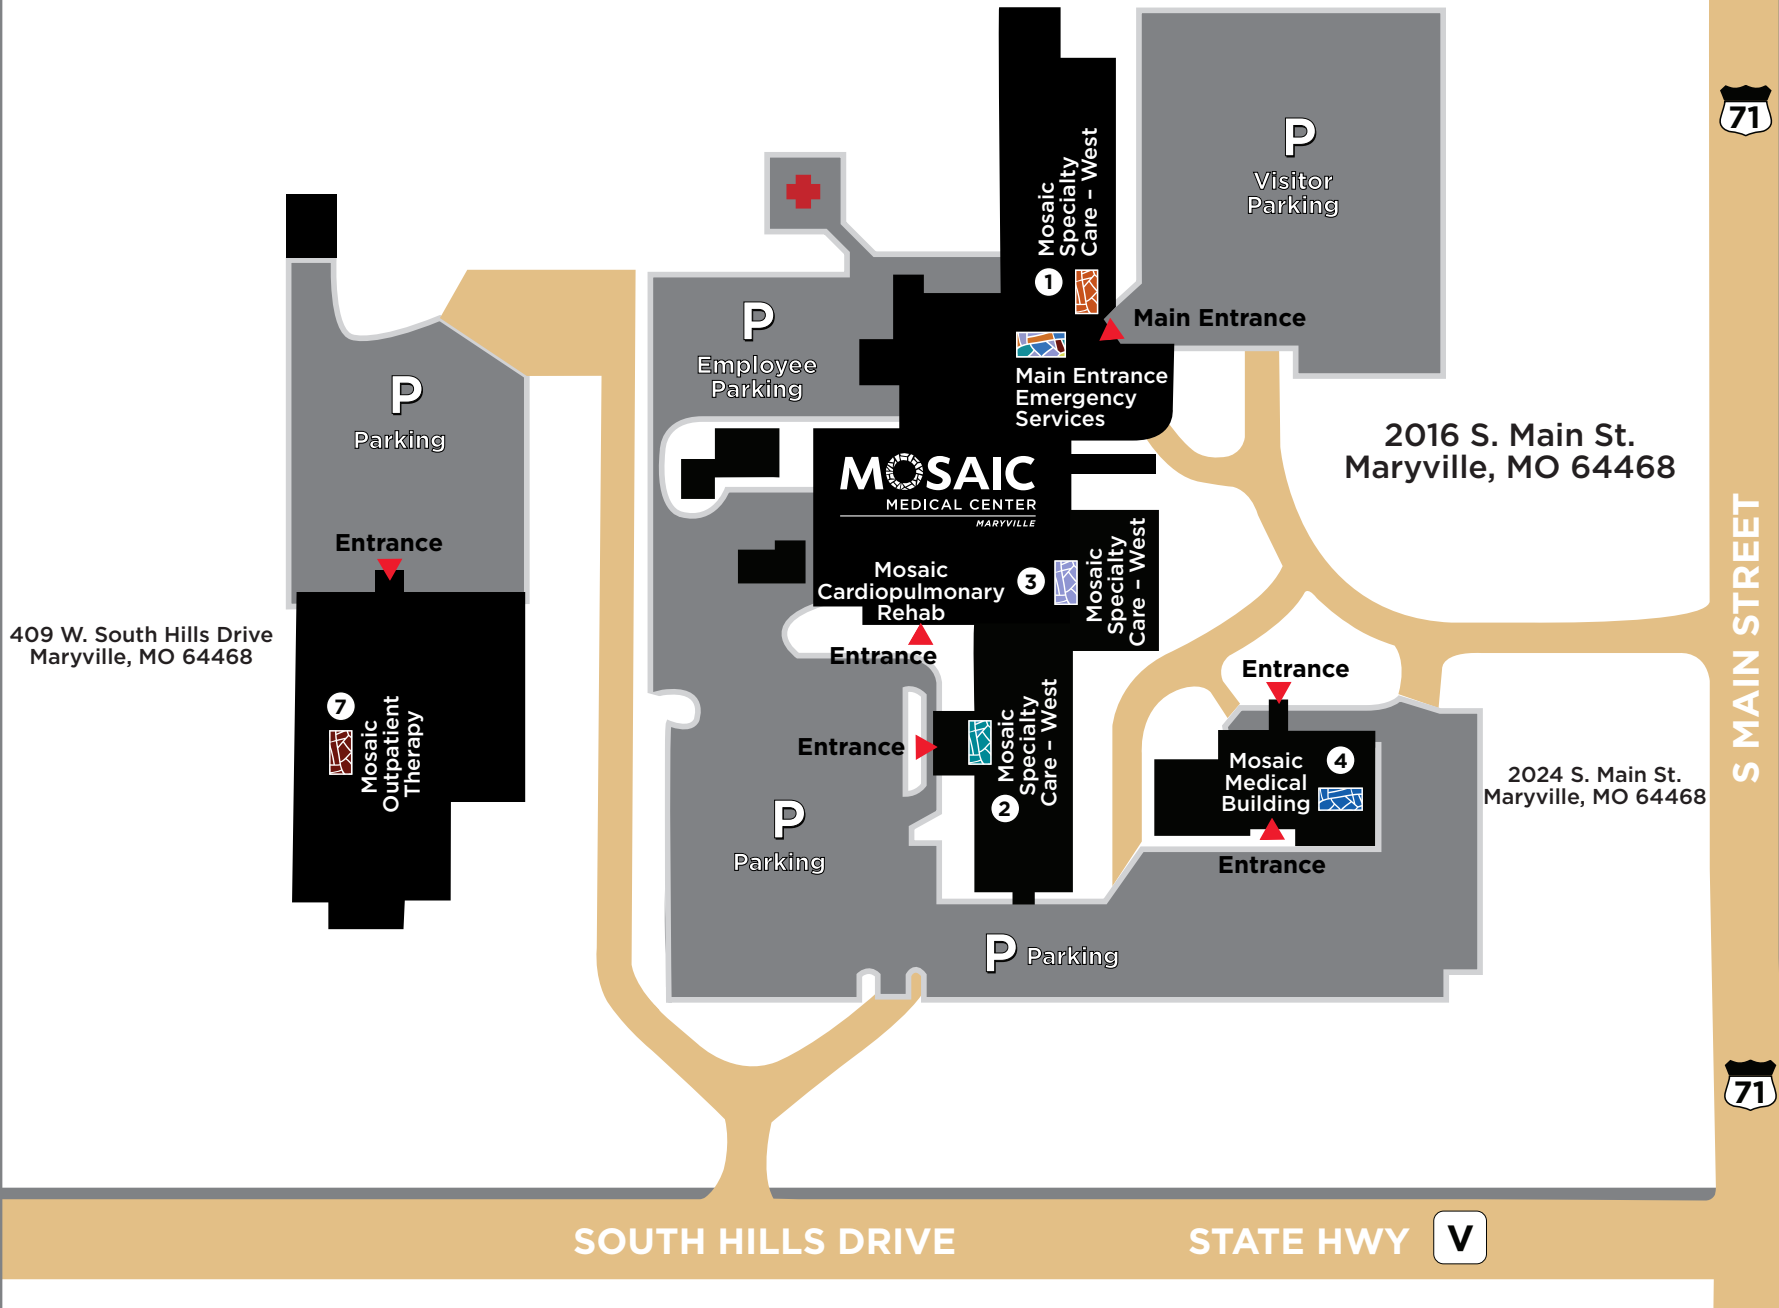 71
P
Visitor
Parking
Mosaic
Specialty
Care – West
1
Main Entrance
Main Entrance
Emergency
Services
P
Employee
Parking
P
Parking
2016 S. Main St.
Maryville, MO 64468
MOSAIC
MEDICAL CENTER
MARYVILLE
S MAIN STREET
Entrance
Mosaic
Cardiopulmonary
Rehab
3
Mosaic
Specialty
Care – West
409 W. South Hills Drive
Maryville, MO 64468
Entrance
Entrance
7
Mosaic
Outpatient
Therapy
Entrance
Mosaic
Specialty
Care – West
2
Mosaic
Medical
Building
4
2024 S. Main St.
Maryville, MO 64468
P
Parking
Entrance
P Parking
71
SOUTH HILLS DRIVE
STATE HWY V